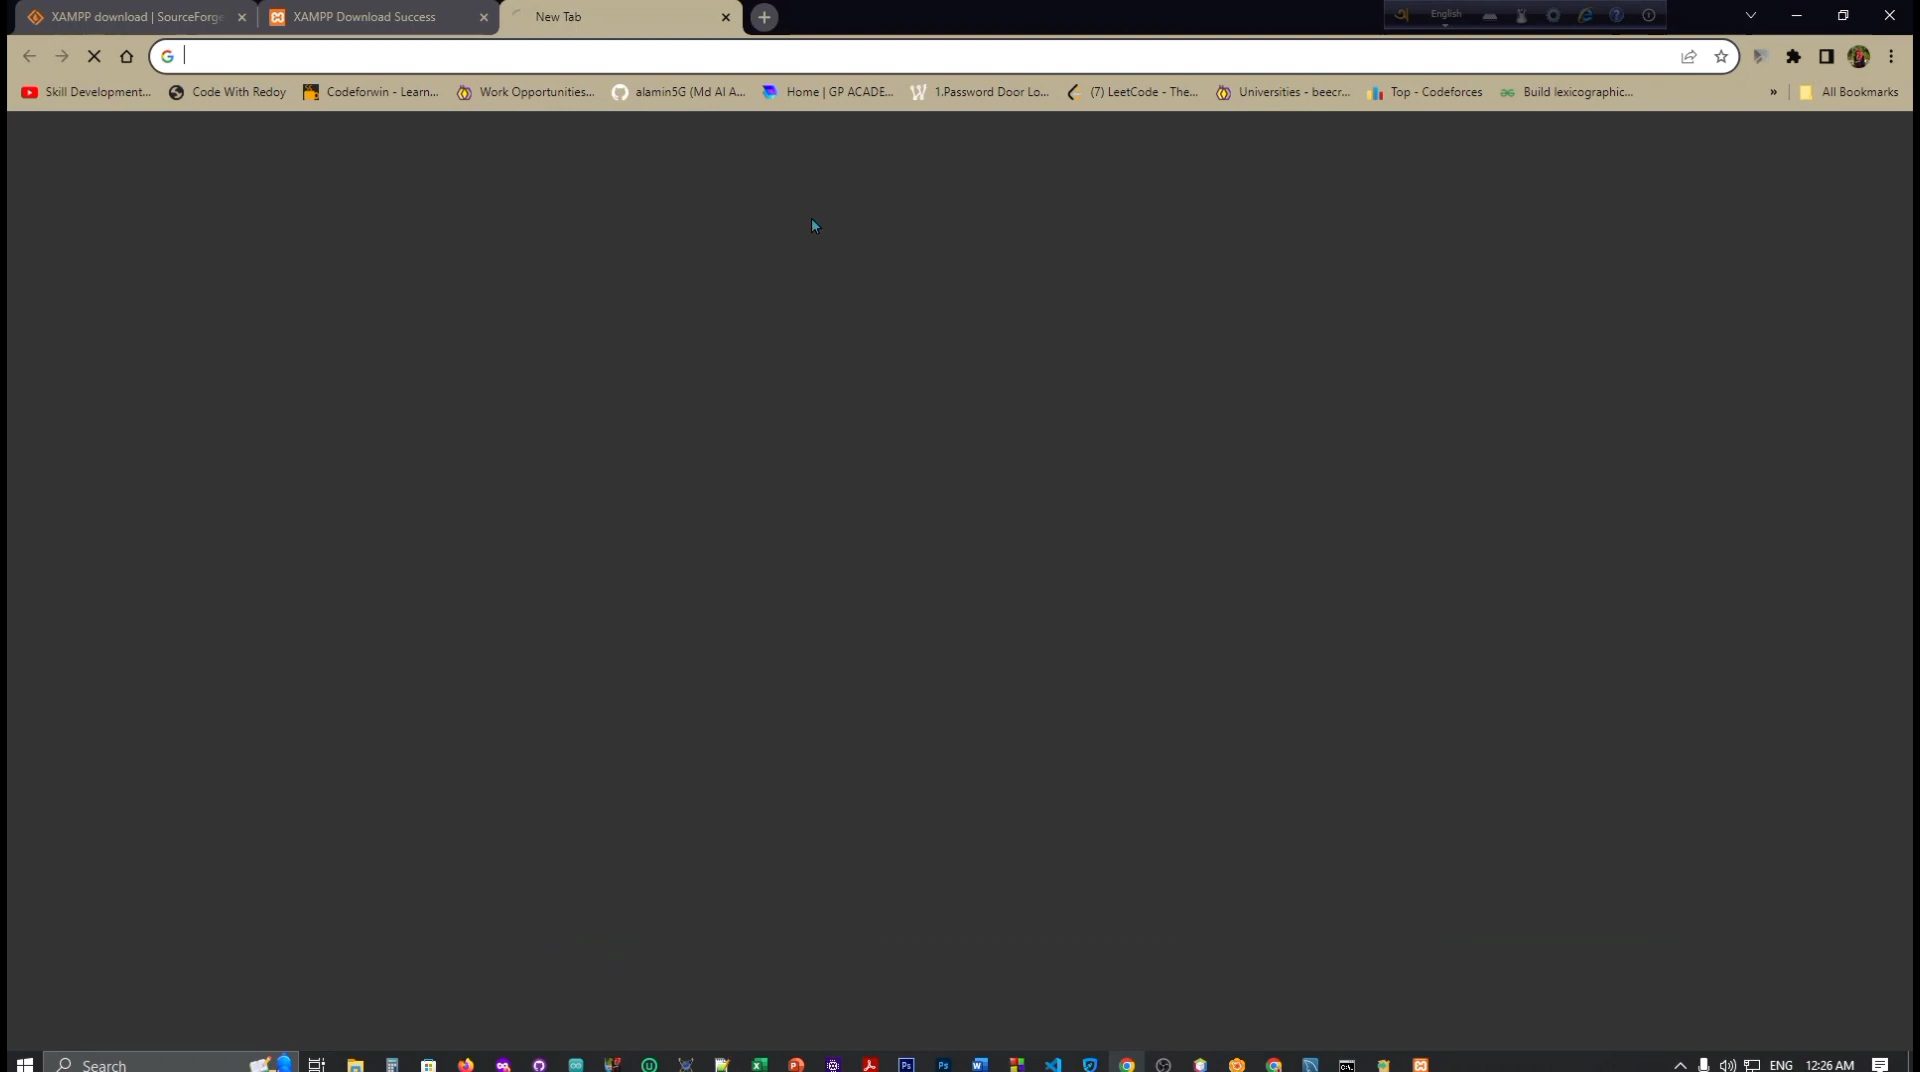 XAMPP download | SourceForge
XAMPP Download Success
New Tab
English
Skill Development...
Code With Redoy
Codeforwin - Learn...
Work Opportunities...
alamin5G (Md Al A...
Home | GP ACADE...
1.Password Door Lo...
(7) LeetCode - The...
Universities - beecr...
Top - Codeforces
Build lexicographic...
»
All Bookmarks
Search
ENG
12:26 AM